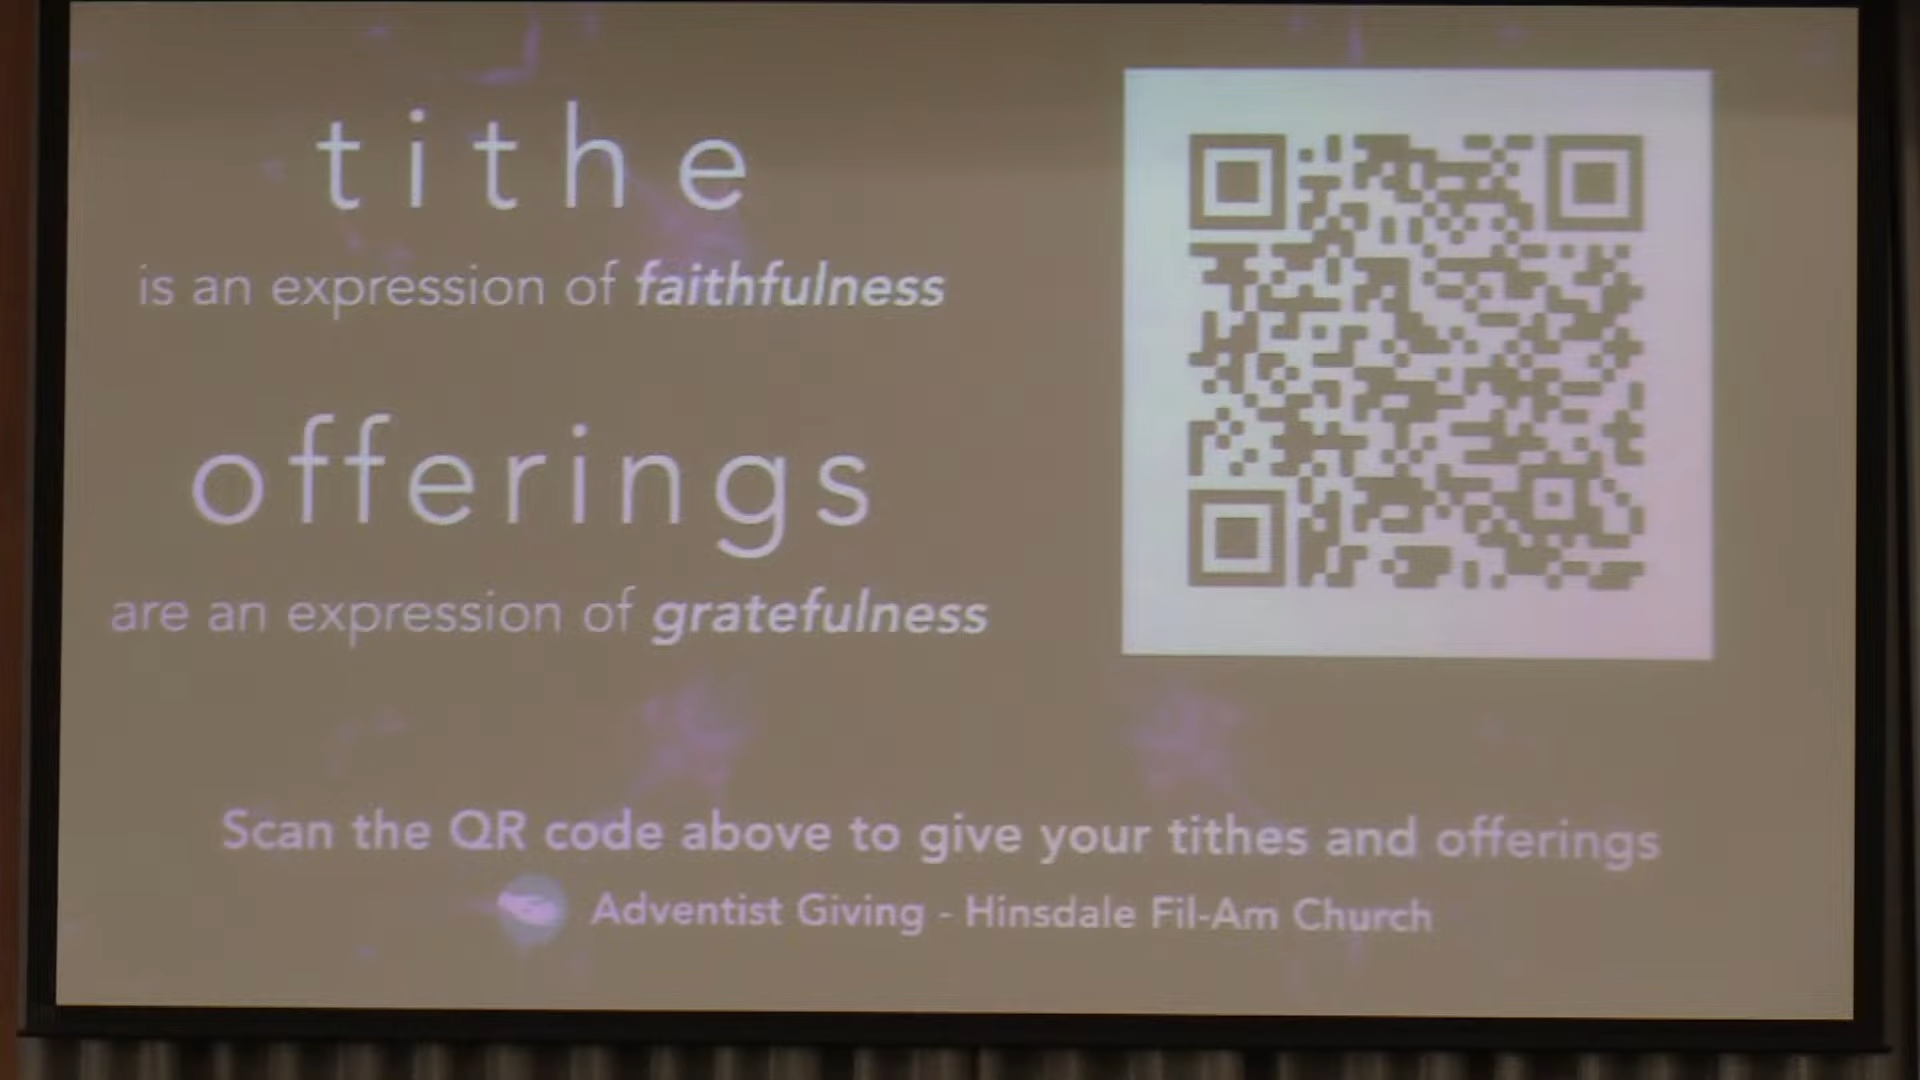 tithe
is an expression of faithfulness
offerings
are an expression of gratefulness
Scan the QR code above to give your tithes and offerings
Adventist Giving - Hinsdale Fil-Am Church